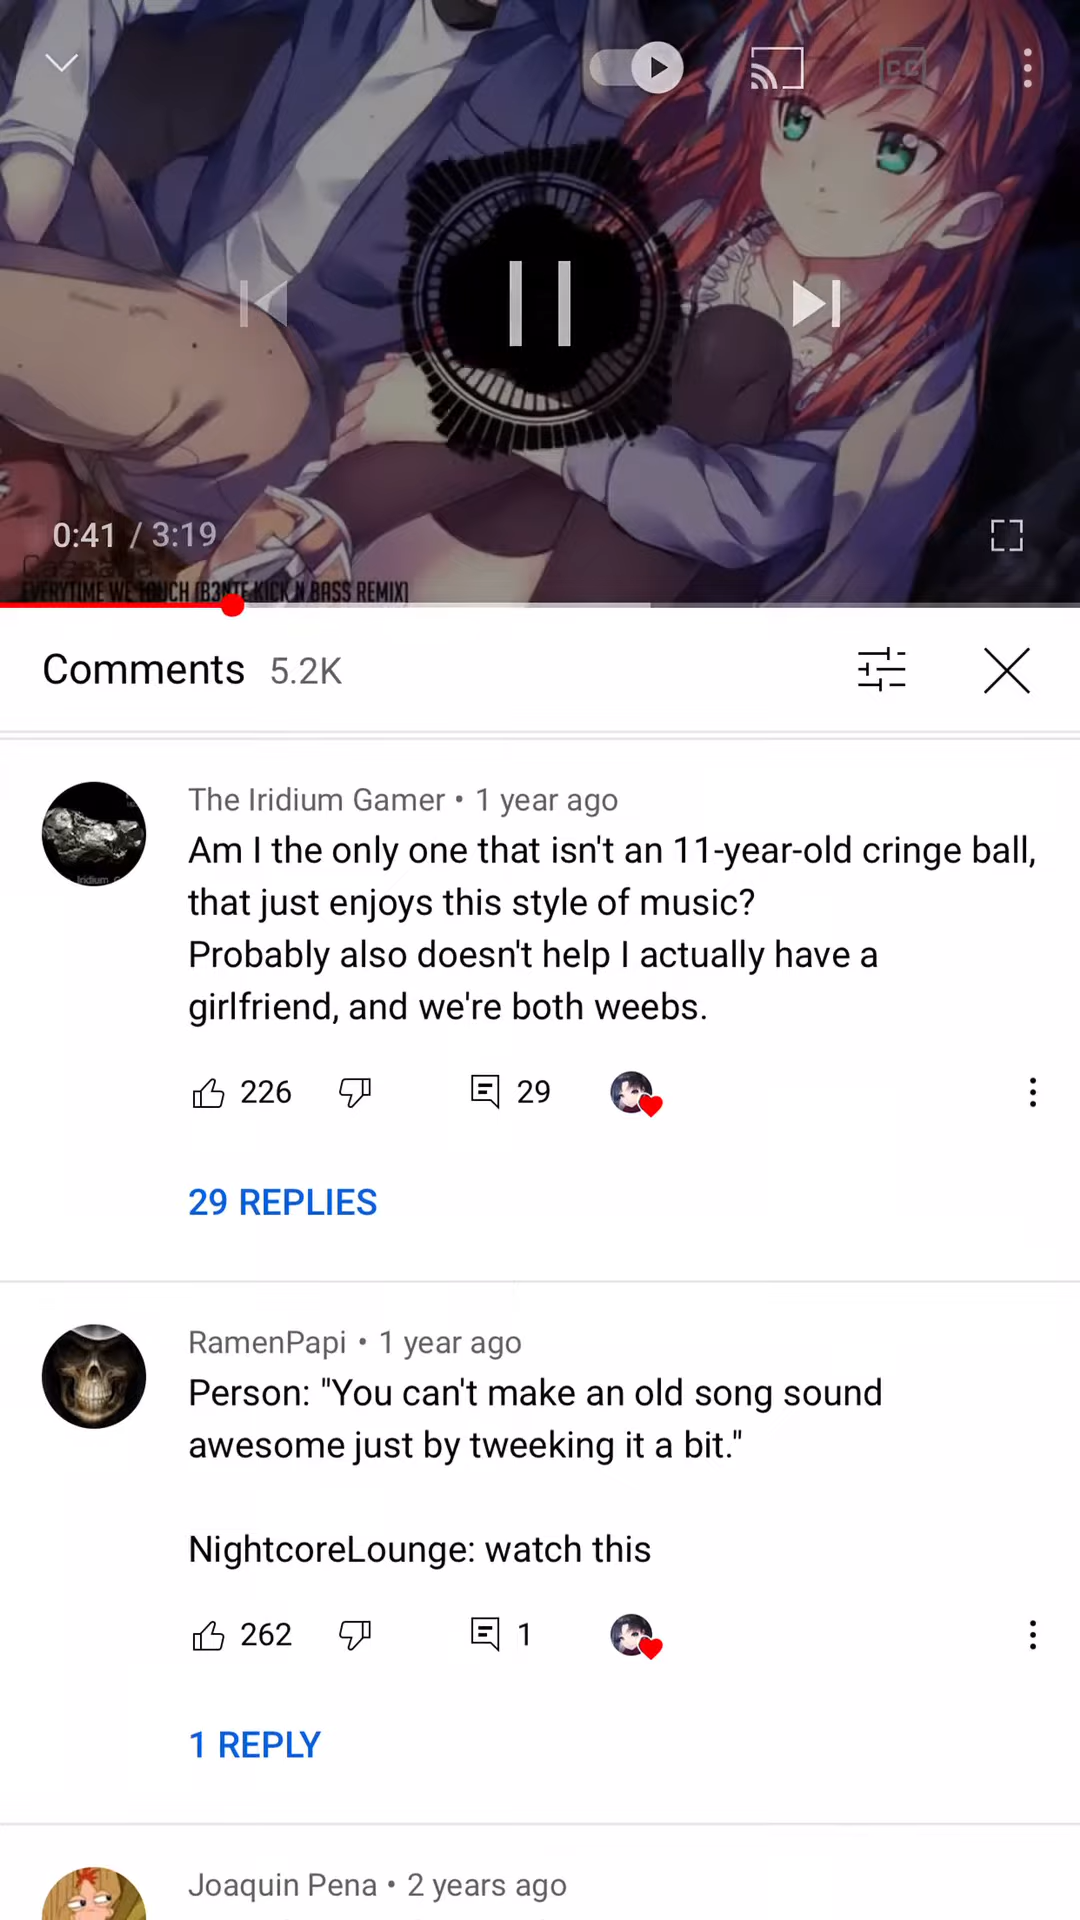 CC
0:41 / 3:19
Cascada
EVERYTIME WE TOUCH [B3NTE KICK N BASS REMIX]
Comments 5.2K
The Iridium Gamer • 1 year ago
Am I the only one that isn't an 11-year-old cringe ball,
that just enjoys this style of music?
Probably also doesn't help I actually have a
girlfriend, and we're both weebs.
226 29
29 REPLIES
RamenPapi • 1 year ago
Person: "You can't make an old song sound
awesome just by tweeking it a bit."
NightcoreLounge: watch this
262 1
1 REPLY
Joaquin Pena • 2 years ago